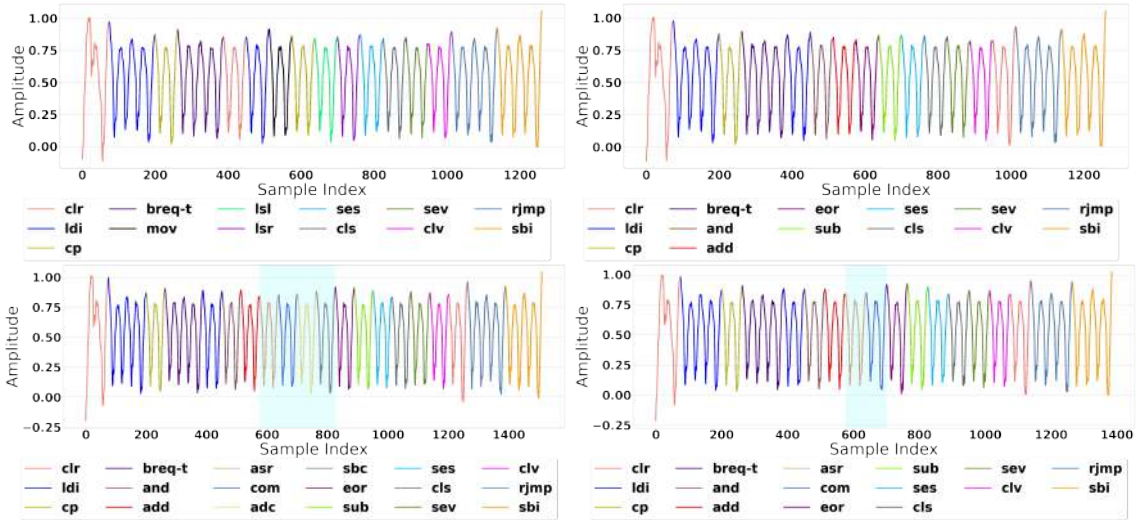 1.00
0.75
0.50
0.25
0.00
Amplitude
0 200 400 600 800 1000 1200
Sample Index
clr breq-t lsl ses sev rjmp
ldi mov lsr cls clv sbi
cp
1.00
0.75
0.50
0.25
0.00
Amplitude
0 200 400 600 800 1000 1200
Sample Index
clr breq-t eor ses sev rjmp
ldi and sub cls clv sbi
cp add
1.00
0.75
0.50
0.25
0.00
−0.25
Amplitude
0 200 400 600 800 1000 1200 1400
Sample Index
clr breq-t asr sbc ses clv
ldi and com eor cls rjmp
cp add adc sub sev sbi
1.00
0.75
0.50
0.25
0.00
−0.25
Amplitude
0 200 400 600 800 1000 1200 1400
Sample Index
clr breq-t asr sub sev rjmp
ldi and com ses clv sbi
cp add eor cls